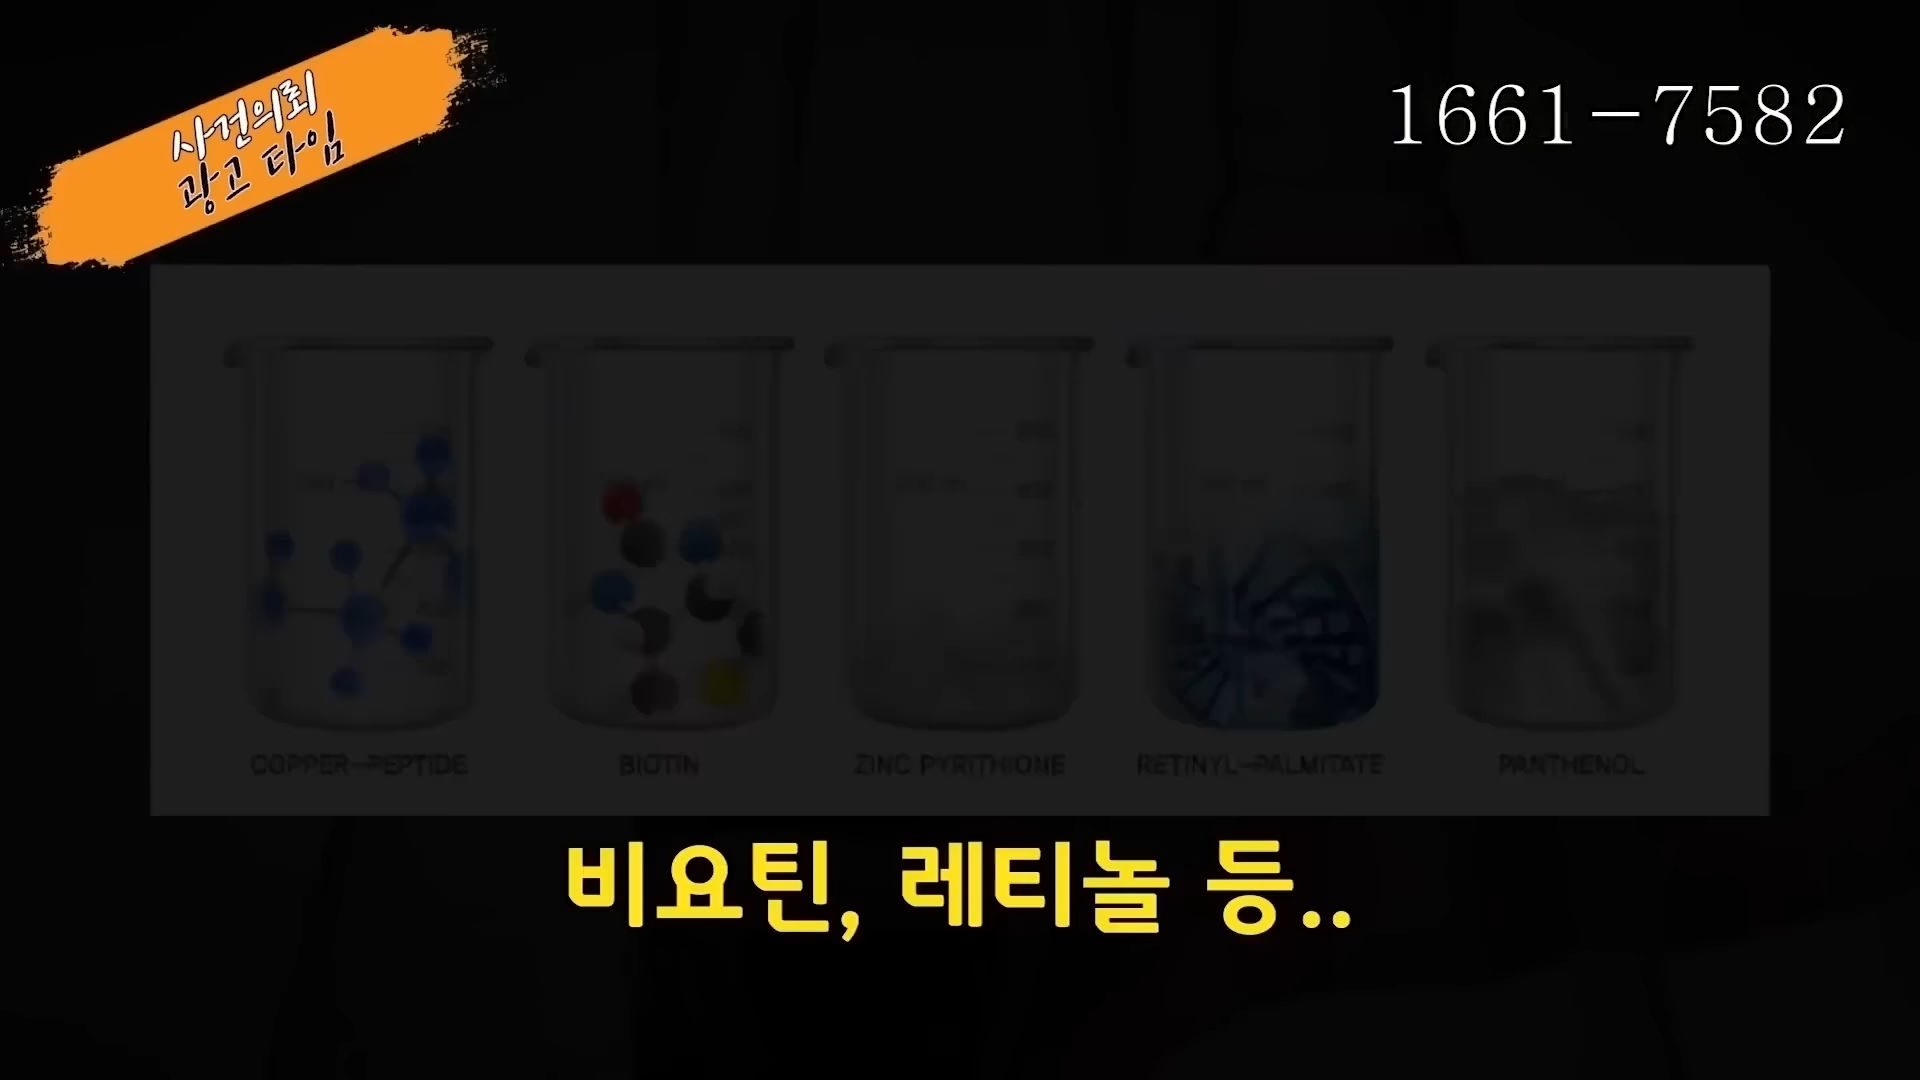 사건의뢰
광고 타임
1661-7582
COPPER-PEPTIDE
BIOTIN
ZINC PYRITHIONE
RETINYL-PALMITATE
PANTHENOL
비요틴, 레티놀 등..